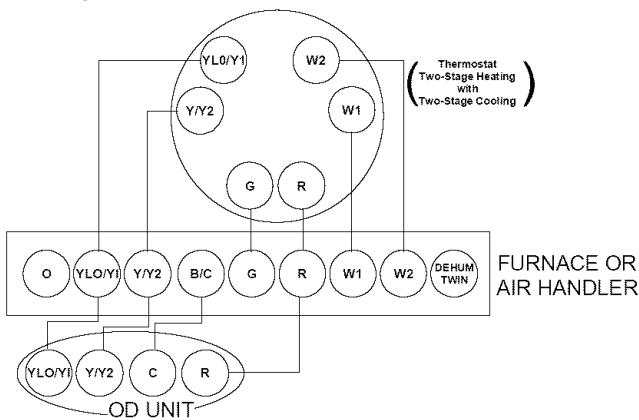 YL0/Y1
W2
Thermostat
Two-Stage Heating
with
Two-Stage Cooling
Y/Y2
W1
G
R
O
YLO/YI
Y/Y2
B/C
G
R
W1
W2
DEHUM
TWIN
FURNACE OR
AIR HANDLER
YLO/YI
Y/Y2
C
R
OD UNIT